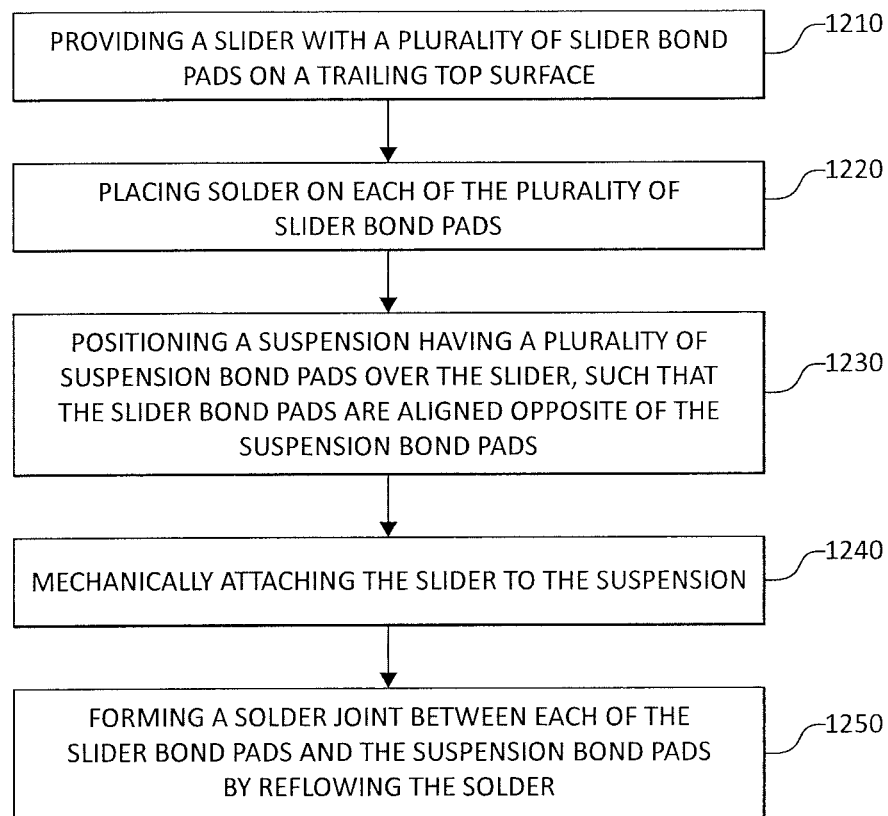 PROVIDING A SLIDER WITH A PLURALITY OF SLIDER BOND
PADS ON A TRAILING TOP SURFACE
1210
PLACING SOLDER ON EACH OF THE PLURALITY OF
SLIDER BOND PADS
1220
POSITIONING A SUSPENSION HAVING A PLURALITY OF
SUSPENSION BOND PADS OVER THE SLIDER, SUCH THAT
THE SLIDER BOND PADS ARE ALIGNED OPPOSITE OF THE
SUSPENSION BOND PADS
1230
MECHANICALLY ATTACHING THE SLIDER TO THE SUSPENSION
1240
FORMING A SOLDER JOINT BETWEEN EACH OF THE
SLIDER BOND PADS AND THE SUSPENSION BOND PADS
BY REFLOWING THE SOLDER
1250